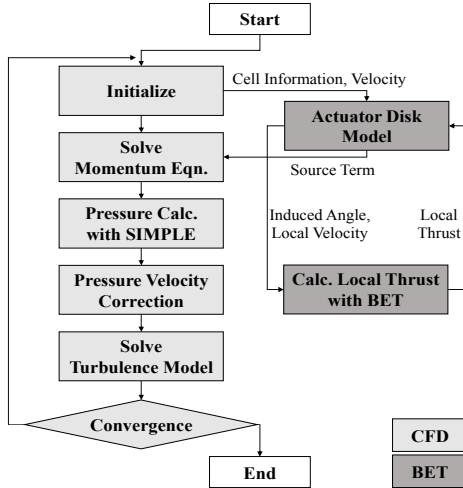 Start
Initialize
Cell Information, Velocity
Actuator Disk
Model
Solve
Momentum Eqn.
Source Term
Pressure Calc.
with SIMPLE
Induced Angle,
Local Velocity
Local
Thrust
Pressure Velocity
Correction
Calc. Local Thrust
with BET
Solve
Turbulence Model
Convergence
End
CFD
BET